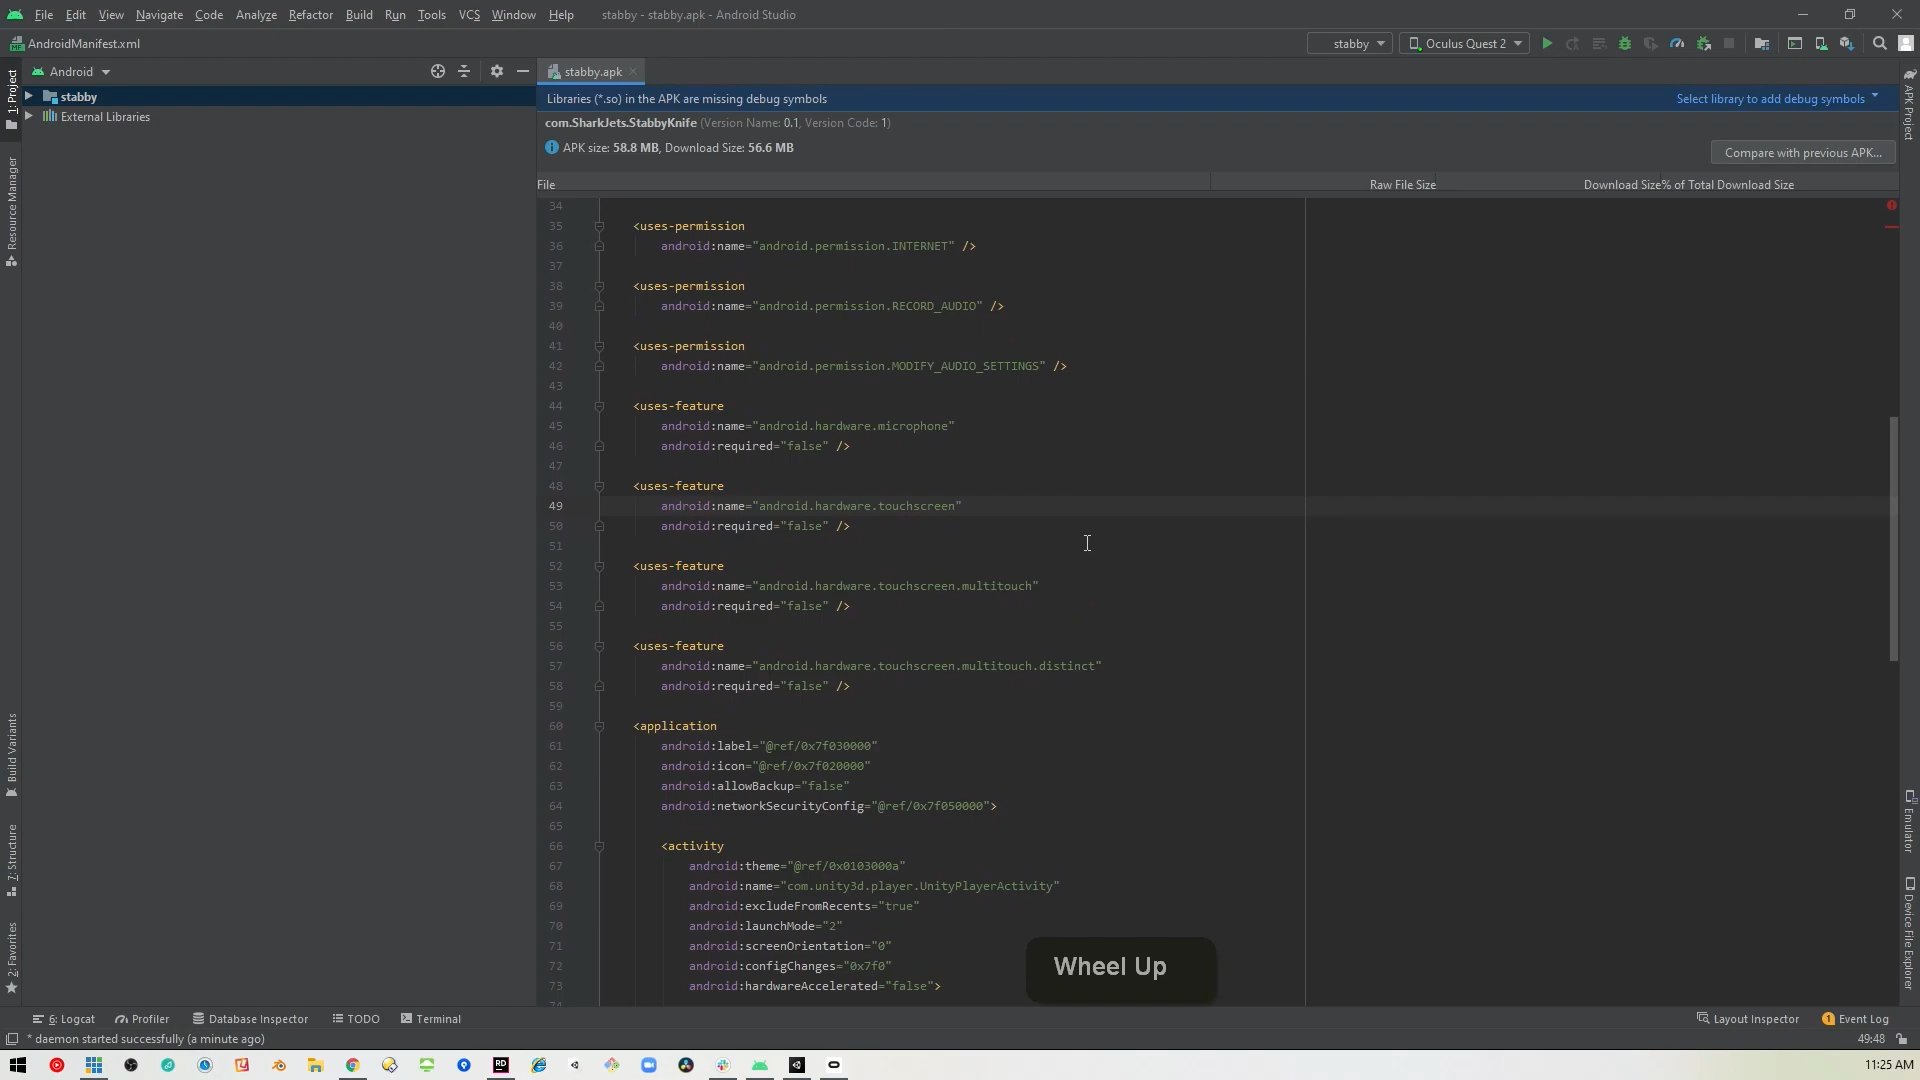 File Edit View Navigate Code Analyze Refactor Build Run Tools VCS Window Help stabby - stabby.apk - Android Studio
AndroidManifest.xml stabby Oculus Quest 2
Android stabby.apk
stabby
External Libraries
1: Project
Resource Manager
Build Variants
7: Structure
2: Favorites
Libraries (*.so) in the APK are missing debug symbols Select library to add debug symbols
com.SharkJets.StabbyKnife (Version Name: 0.1, Version Code: 1)
APK size: 58.8 MB, Download Size: 56.6 MB
Compare with previous APK...
File Raw File Size Download Size% of Total Download Size
34
35 <uses-permission
36 android:name="android.permission.INTERNET" />
37
38 <uses-permission
39 android:name="android.permission.RECORD_AUDIO" />
40
41 <uses-permission
42 android:name="android.permission.MODIFY_AUDIO_SETTINGS" />
43
44 <uses-feature
45 android:name="android.hardware.microphone"
46 android:required="false" />
47
48 <uses-feature
49 android:name="android.hardware.touchscreen"
50 android:required="false" />
51
52 <uses-feature
53 android:name="android.hardware.touchscreen.multitouch"
54 android:required="false" />
55
56 <uses-feature
57 android:name="android.hardware.touchscreen.multitouch.distinct"
58 android:required="false" />
59
60 <application
61 android:label="@ref/0x7f030000"
62 android:icon="@ref/0x7f020000"
63 android:allowBackup="false"
64 android:networkSecurityConfig="@ref/0x7f050000">
65
66 <activity
67 android:theme="@ref/0x0103000a"
68 android:name="com.unity3d.player.UnityPlayerActivity"
69 android:excludeFromRecents="true"
70 android:launchMode="2"
71 android:screenOrientation="0"
72 android:configChanges="0x7f0"
73 android:hardwareAccelerated="false">
Wheel Up
APK Project
Emulator
Device File Explorer
6: Logcat Profiler Database Inspector TODO Terminal Layout Inspector 1 Event Log
* daemon started successfully (a minute ago) 49:48
RD
11:25 AM